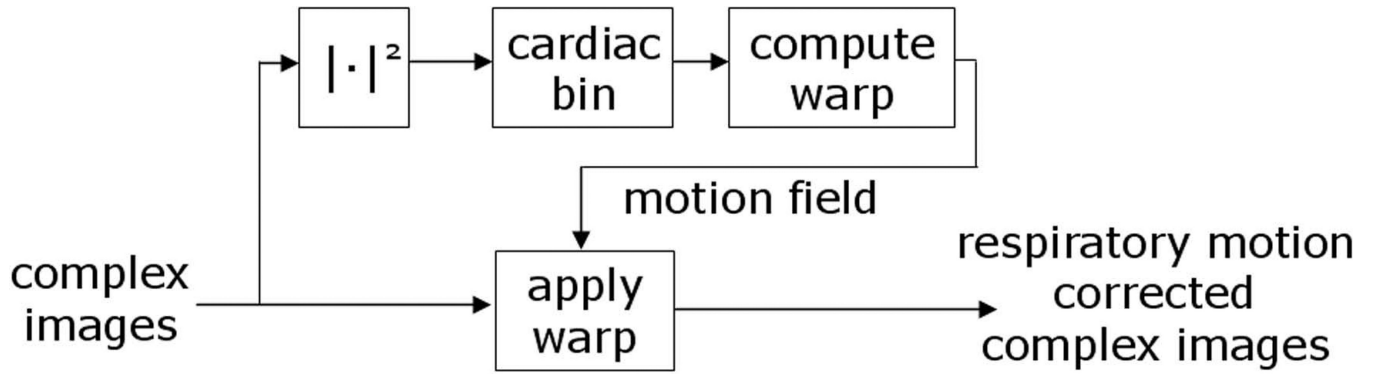 |·|²
cardiac
bin
compute
warp
motion field
complex
images
apply
warp
respiratory motion
corrected
complex images